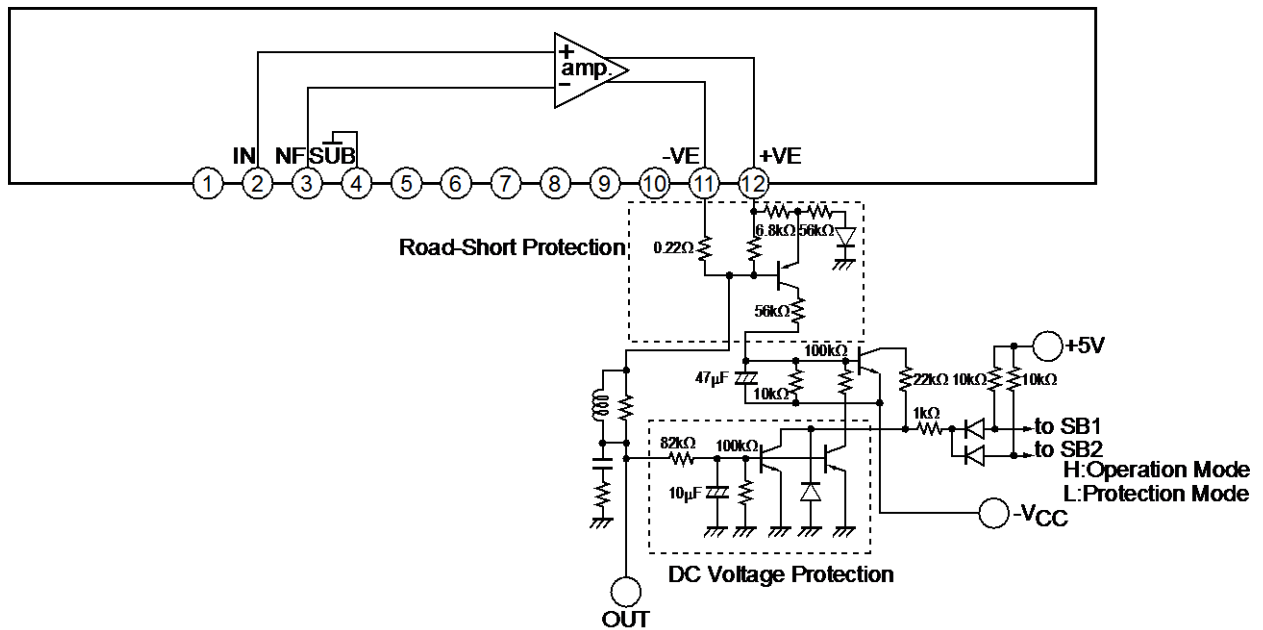 +
amp.
−
IN NF SUB -VE +VE
1 2 3 4 5 6 7 8 9 10 11 12
Road-Short Protection
0.22Ω
6.8kΩ
56kΩ
56kΩ
100kΩ
+5V
47μF
10kΩ
22kΩ
10kΩ
10kΩ
1kΩ
to SB1
82kΩ
100kΩ
to SB2
H:Operation Mode
10μF
L:Protection Mode
-VCC
DC Voltage Protection
OUT